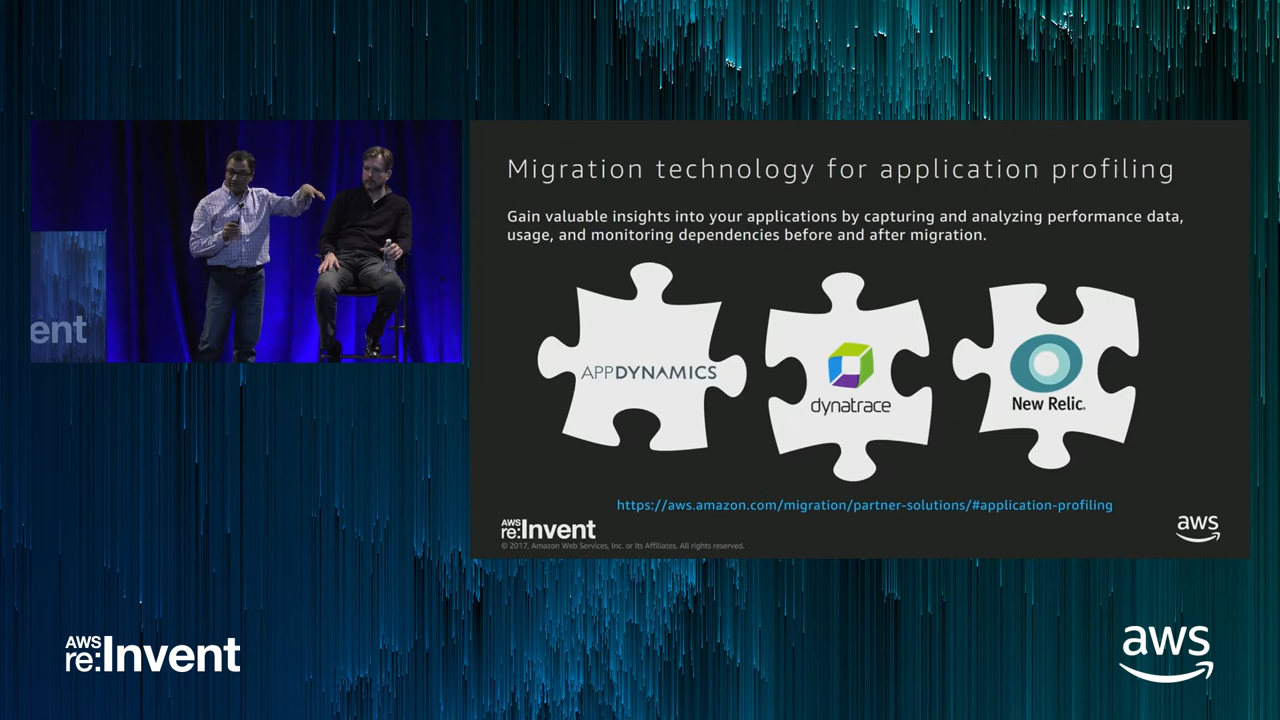 Migration technology for application profiling
Gain valuable insights into your applications by capturing and analyzing performance data,
usage, and monitoring dependencies before and after migration.
APPDYNAMICS
dynatrace
New Relic.
https://aws.amazon.com/migration/partner-solutions/#application-profiling
AWS
re:Invent
© 2017, Amazon Web Services, Inc. or its Affiliates. All rights reserved.
aws
ent
AWS
re:Invent
aws